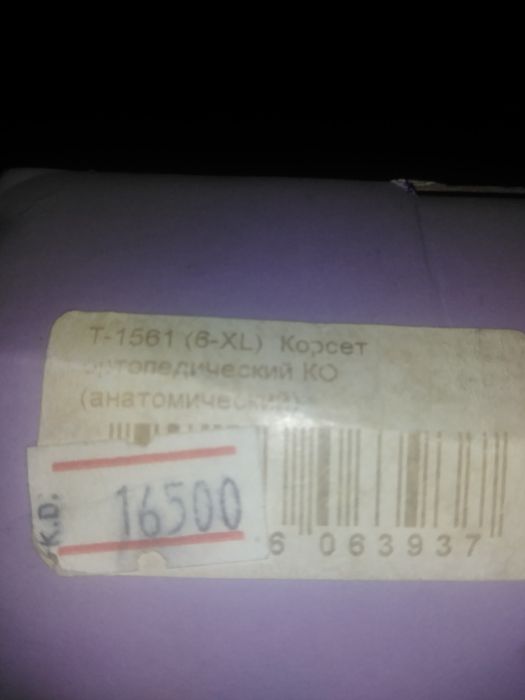 T-1561 (6-XL) Корсет
ортопедический КО
(анатомический)
K.D.
16500
6 063937